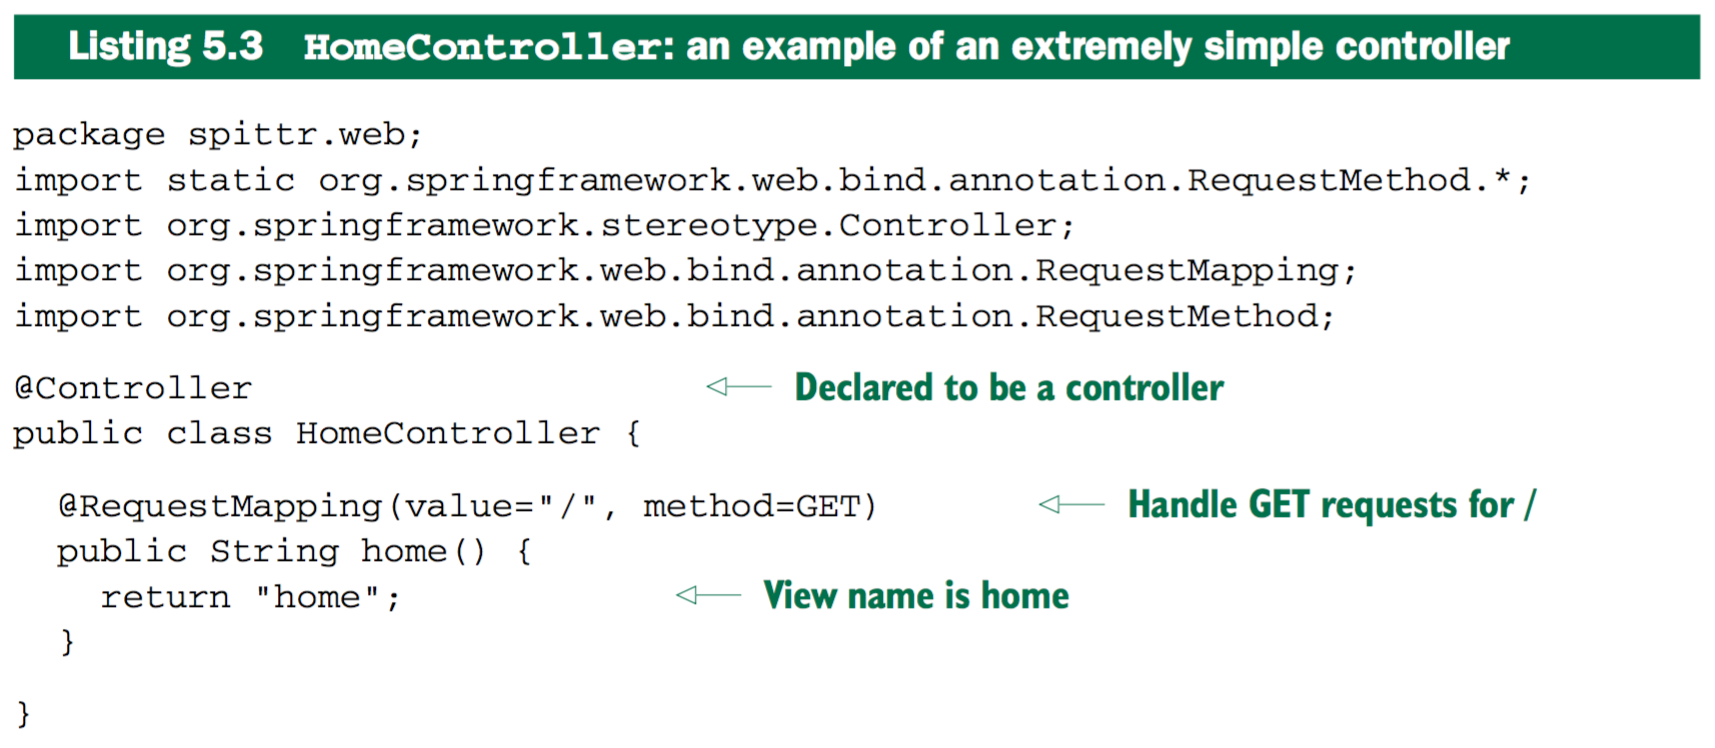 Listing 5.3 HomeController: an example of an extremely simple controller
package spittr.web;
import static org.springframework.web.bind.annotation.RequestMethod.*;
import org.springframework.stereotype.Controller;
import org.springframework.web.bind.annotation.RequestMapping;
import org.springframework.web.bind.annotation.RequestMethod;
@Controller Declared to be a controller
public class HomeController {
@RequestMapping(value="/", method=GET) Handle GET requests for /
public String home() {
return "home"; View name is home
}
}